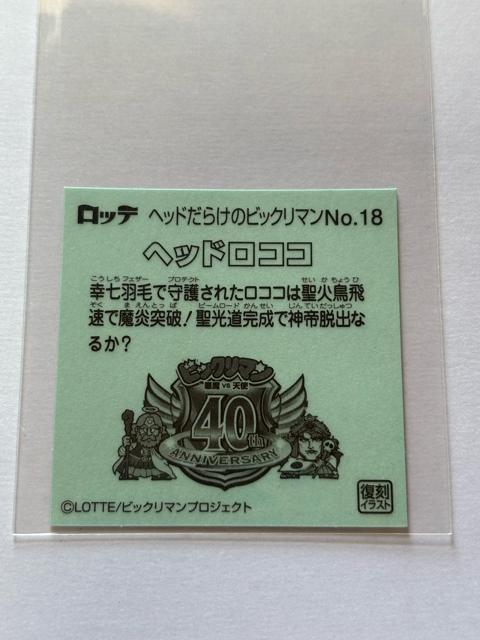 ロッテ ヘッドだらけのビックリマンNo.18
ヘッドロココ
こうしちフェザー プロテクト せいかちょうひ
幸七羽毛で守護されたロココは聖火鳥飛
そく まえんとっぱ ビームロードかんせい じんていだっしゅつ
速で魔炎突破!聖光道完成で神帝脱出な
るか?
ビックリマン
悪魔 VS 天使
40th
ANNIVERSARY
©LOTTE/ビックリマンプロジェクト
復刻
イラスト